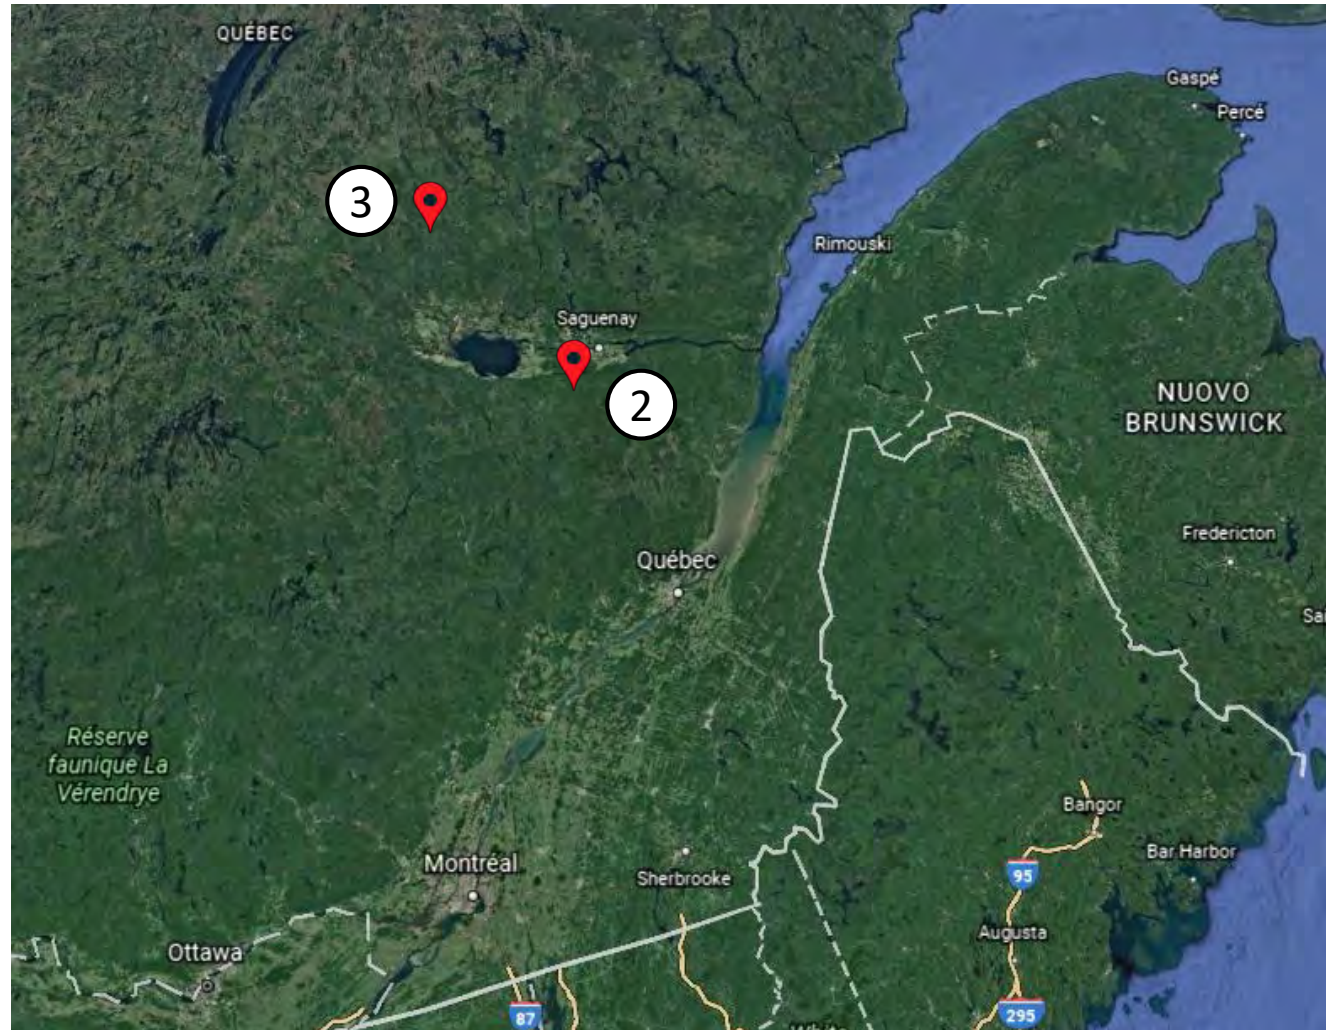 QUÉBEC
Gaspé
Percé
3
Rimouski
Saguenay
2
NUOVO
BRUNSWICK
Fredericton
Québec
Réserve
faunique La
Vérendrye
Bangor
Montréal
Sherbrooke
Bar Harbor
95
Ottawa
Augusta
87
295